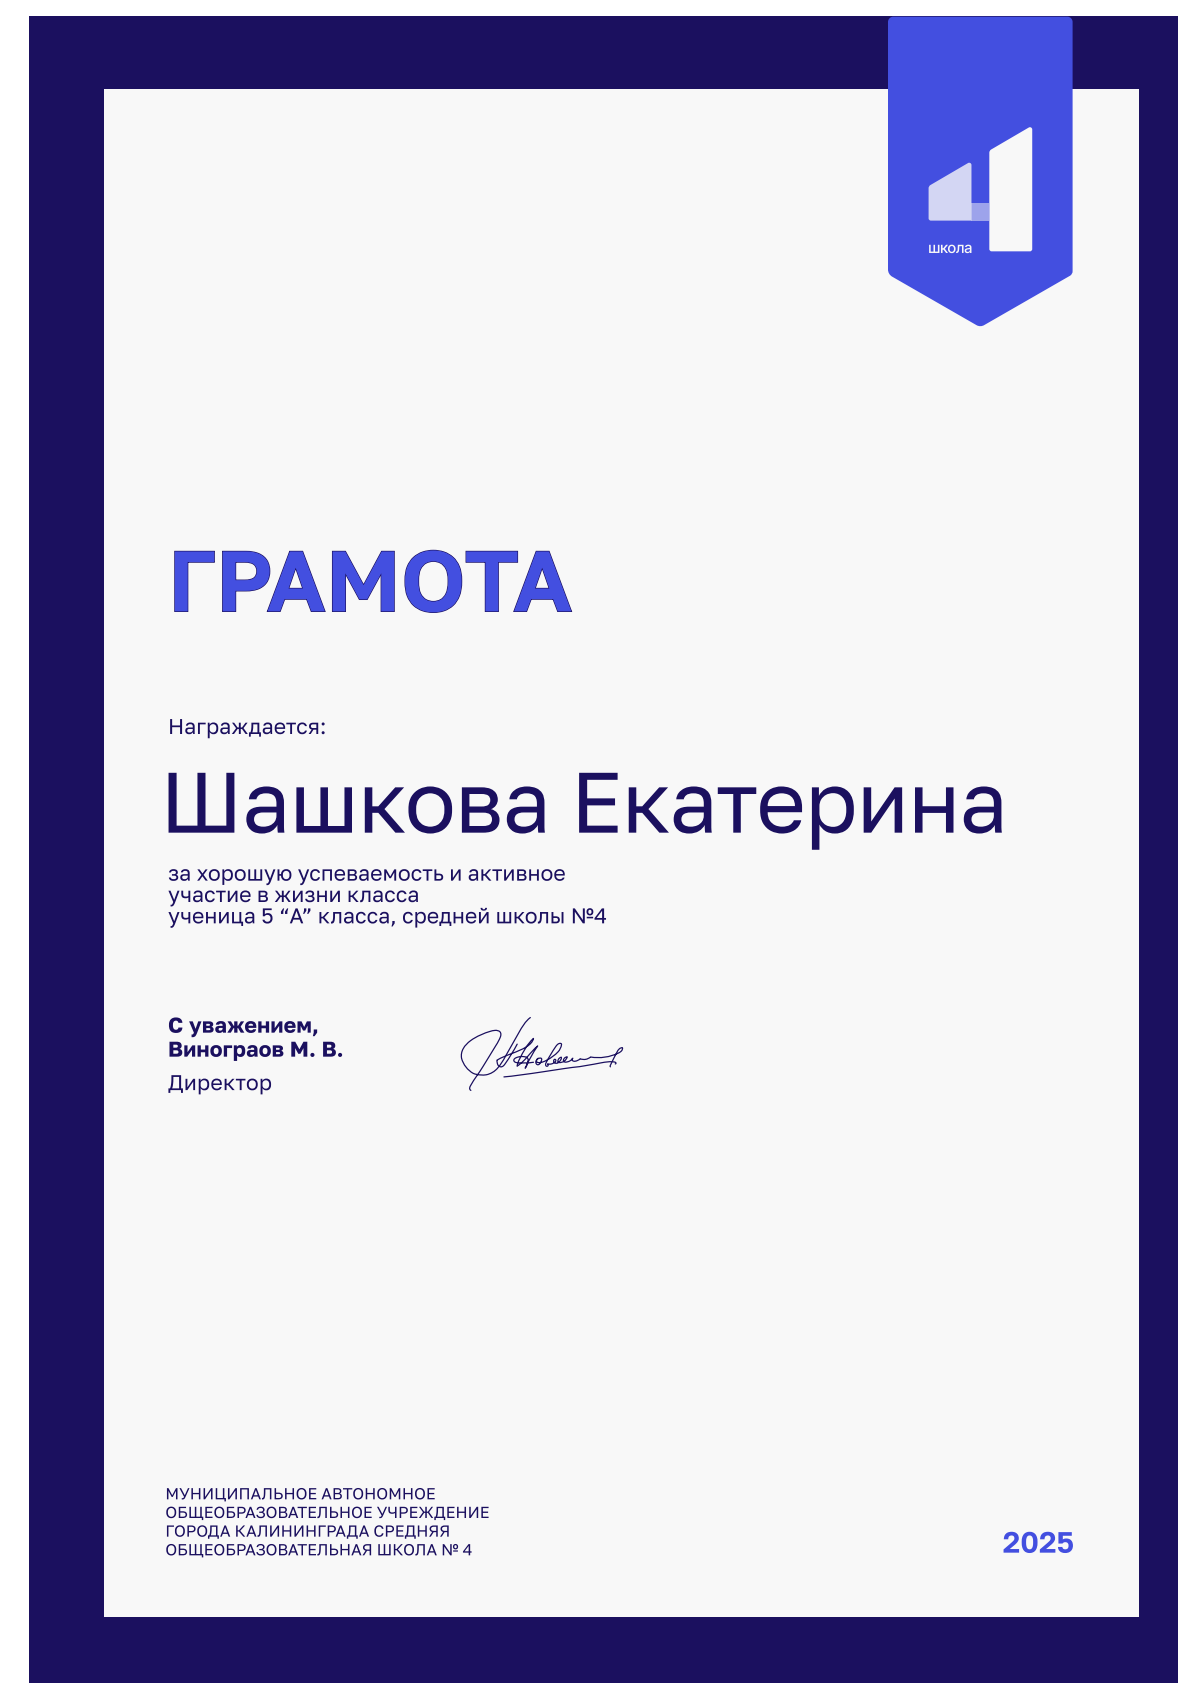 школа
ГРАМОТА
Награждается:
Шашкова Екатерина
за хорошую успеваемость и активное
участие в жизни класса
ученица 5 “А” класса, средней школы №4
С уважением,
Винограов М. В.
Директор
МУНИЦИПАЛЬНОЕ АВТОНОМНОЕ
ОБЩЕОБРАЗОВАТЕЛЬНОЕ УЧРЕЖДЕНИЕ
ГОРОДА КАЛИНИНГРАДА СРЕДНЯЯ
ОБЩЕОБРАЗОВАТЕЛЬНАЯ ШКОЛА № 4
2025